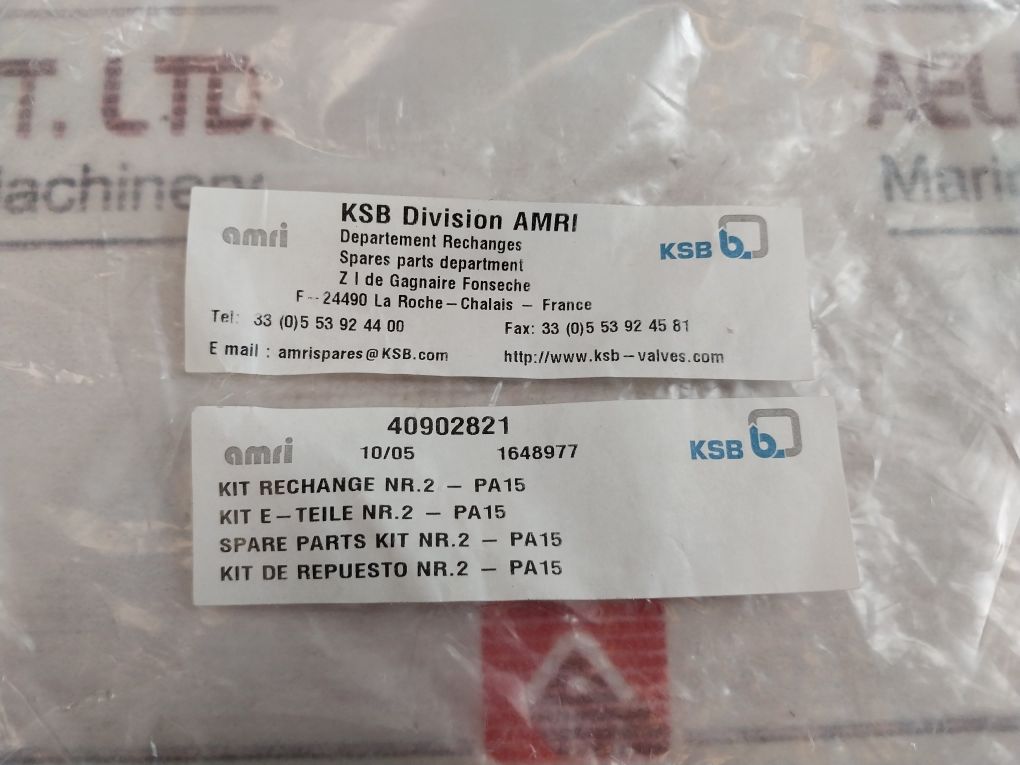 T. LTD.
Machinery
Mari
amri
KSB Division AMRI
KSB b.
Departement Rechanges
Spares parts department
Z I de Gagnaire Fonseche
F -- 24490 La Roche – Chalais – France
Tel: 33 (0)5 53 92 44 00 Fax: 33 (0)5 53 92 45 81
E mail : amrispares@KSB.com http://www.ksb–valves.com
40902821
amri 10/05 1648977 KSB b.
KIT RECHANGE NR.2 – PA15
KIT E–TEILE NR.2 – PA15
SPARE PARTS KIT NR.2 – PA15
KIT DE REPUESTO NR.2 – PA15